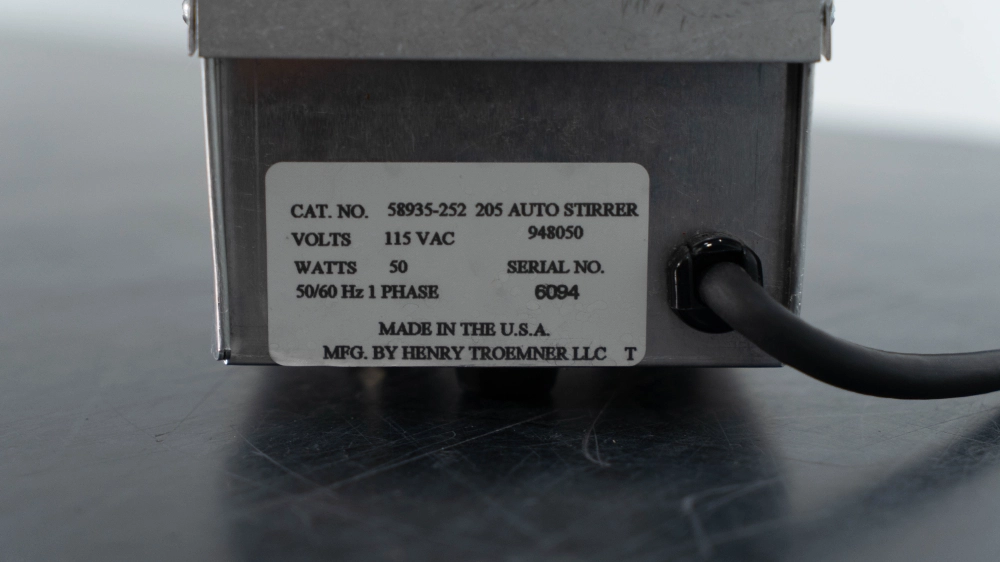 CAT. NO. 58935-252 205 AUTO STIRRER
VOLTS 115 VAC 948050
WATTS 50 SERIAL NO.
50/60 Hz 1 PHASE 6094
MADE IN THE U.S.A.
MFG. BY HENRY TROEMNER LLC T